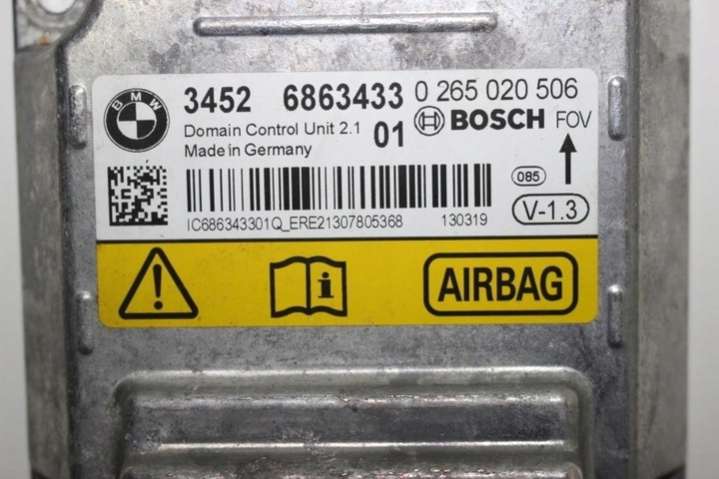 BMW
3452 6863433 0 265 020 506
Domain Control Unit 2.1 01 BOSCH FOV
Made in Germany
085
V-1.3
IC686343301Q_ERE21307805368 130319
i
AIRBAG